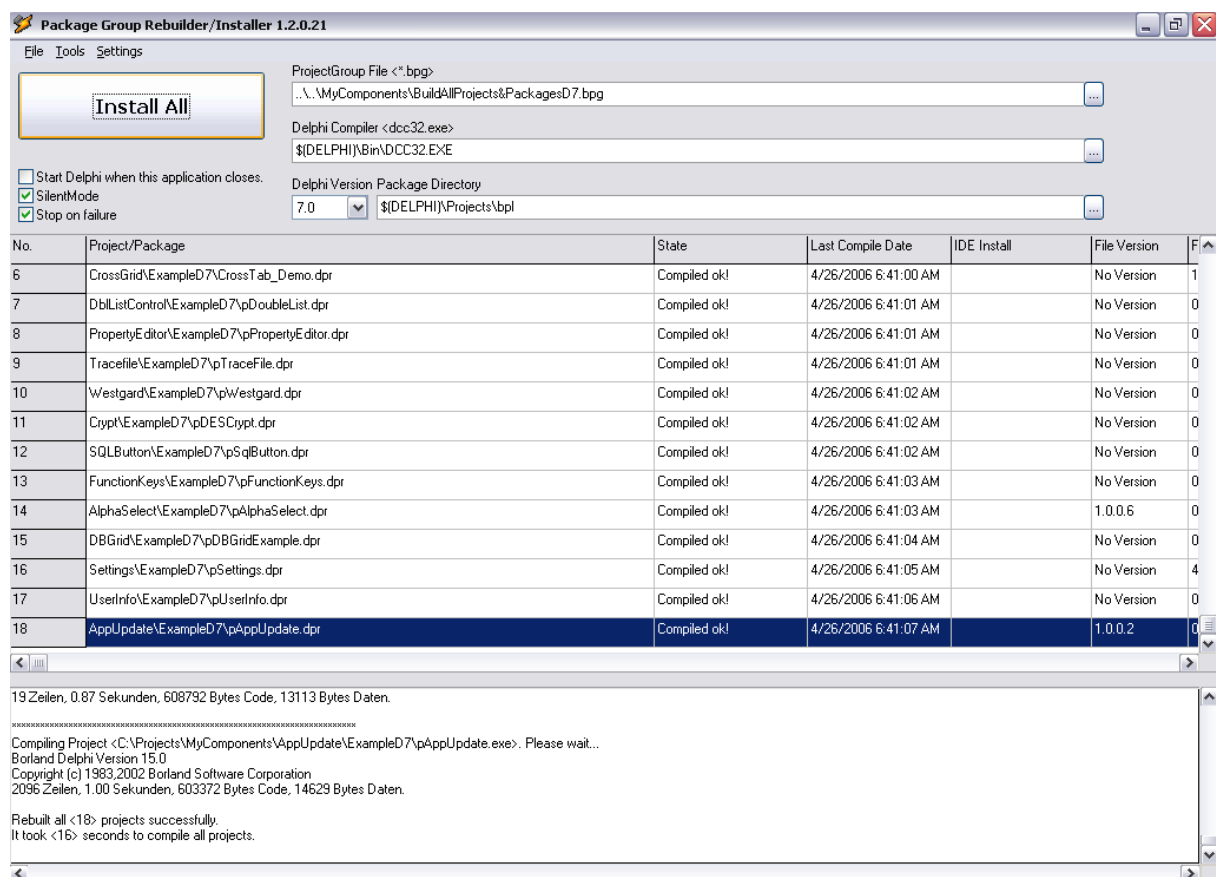 Package Group Rebuilder/Installer 1.2.0.21
File Tools Settings
Install All
ProjectGroup File <*.bpg>
..\..\MyComponents\BuildAllProjects&PackagesD7.bpg
...
Delphi Compiler <dcc32.exe>
$(DELPHI)\Bin\DCC32.EXE
...
Start Delphi when this application closes.
SilentMode
Stop on failure
Delphi Version Package Directory
7.0 $(DELPHI)\Projects\bpl
...
No. Project/Package State Last Compile Date IDE Install File Version F
6 CrossGrid\ExampleD7\CrossTab_Demo.dpr Compiled ok! 4/26/2006 6:41:00 AM No Version 1
7 DblListControl\ExampleD7\pDoubleList.dpr Compiled ok! 4/26/2006 6:41:01 AM No Version 0
8 PropertyEditor\ExampleD7\pPropertyEditor.dpr Compiled ok! 4/26/2006 6:41:01 AM No Version 0
9 Tracefile\ExampleD7\pTraceFile.dpr Compiled ok! 4/26/2006 6:41:01 AM No Version 0
10 Westgard\ExampleD7\pWestgard.dpr Compiled ok! 4/26/2006 6:41:02 AM No Version 0
11 Crypt\ExampleD7\pDESCrypt.dpr Compiled ok! 4/26/2006 6:41:02 AM No Version 0
12 SQLButton\ExampleD7\pSqlButton.dpr Compiled ok! 4/26/2006 6:41:02 AM No Version 0
13 FunctionKeys\ExampleD7\pFunctionKeys.dpr Compiled ok! 4/26/2006 6:41:03 AM No Version 0
14 AlphaSelect\ExampleD7\pAlphaSelect.dpr Compiled ok! 4/26/2006 6:41:03 AM 1.0.0.6 0
15 DBGrid\ExampleD7\pDBGridExample.dpr Compiled ok! 4/26/2006 6:41:04 AM No Version 0
16 Settings\ExampleD7\pSettings.dpr Compiled ok! 4/26/2006 6:41:05 AM No Version 4
17 UserInfo\ExampleD7\pUserInfo.dpr Compiled ok! 4/26/2006 6:41:06 AM No Version 0
18 AppUpdate\ExampleD7\pAppUpdate.dpr Compiled ok! 4/26/2006 6:41:07 AM 1.0.0.2 0
19 Zeilen, 0.87 Sekunden, 608792 Bytes Code, 13113 Bytes Daten.
Compiling Project <C:\Projects\MyComponents\AppUpdate\ExampleD7\pAppUpdate.exe>. Please wait...
Borland Delphi Version 15.0
Copyright (c) 1983,2002 Borland Software Corporation
2096 Zeilen, 1.00 Sekunden, 603372 Bytes Code, 14629 Bytes Daten.
Rebuilt all <18> projects successfully.
It took <16> seconds to compile all projects.